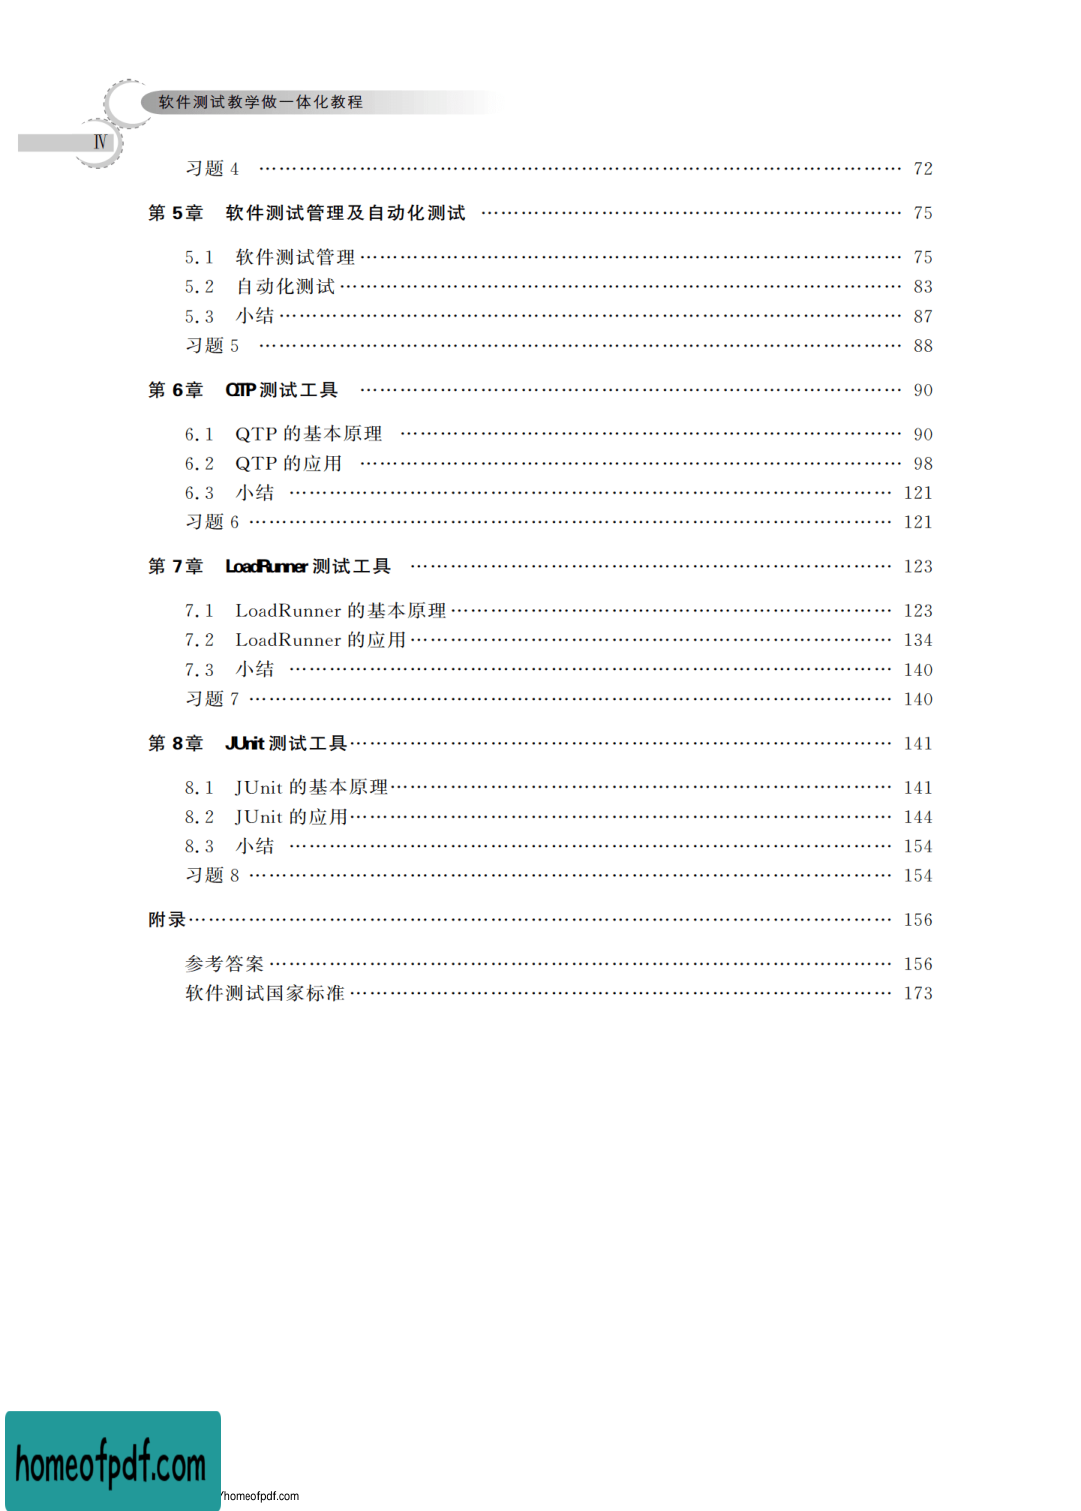 软件测试教学做一体化教程
Ⅳ
习题 4 …………………………………………………………………… 72
第 5章 软件测试管理及自动化测试 …………………………………………… 75
5.1 软件测试管理 ………………………………………………………… 75
5.2 自动化测试 …………………………………………………………… 83
5.3 小结 …………………………………………………………………… 87
习题 5 …………………………………………………………………… 88
第 6章 QTP 测试工具 ………………………………………………………… 90
6.1 QTP 的基本原理 ……………………………………………………… 90
6.2 QTP 的应用 …………………………………………………………… 98
6.3 小结 …………………………………………………………………… 121
习题 6 …………………………………………………………………… 121
第 7章 LoadRunner 测试工具 ………………………………………………… 123
7.1 LoadRunner 的基本原理 ……………………………………………… 123
7.2 LoadRunner 的应用 …………………………………………………… 134
7.3 小结 …………………………………………………………………… 140
习题 7 …………………………………………………………………… 140
第 8章 JUnit 测试工具 ………………………………………………………… 141
8.1 JUnit 的基本原理 ……………………………………………………… 141
8.2 JUnit 的应用 …………………………………………………………… 144
8.3 小结 …………………………………………………………………… 154
习题 8 …………………………………………………………………… 154
附录 ……………………………………………………………………………… 156
参考答案 ………………………………………………………………… 156
软件测试国家标准 ……………………………………………………… 173
homeofpdf.com
/homeofpdf.com